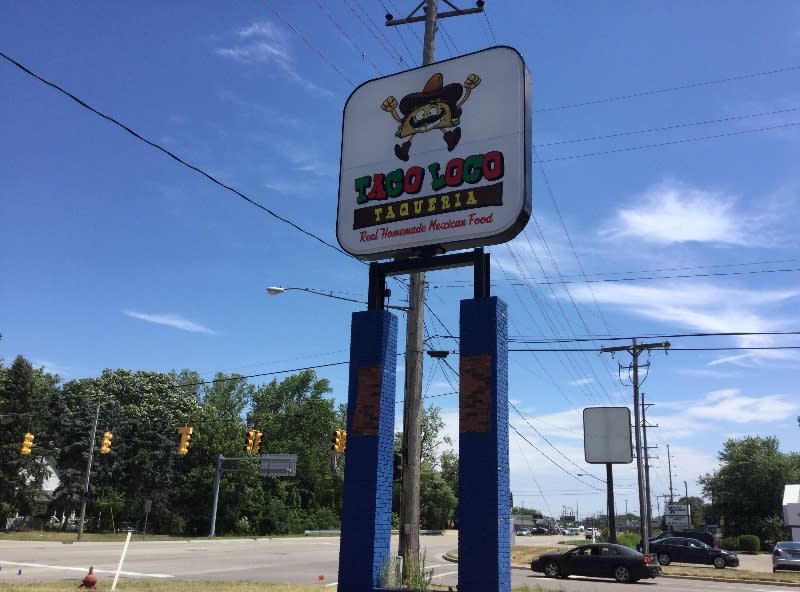 TACO LOCO
TAQUERIA
Real Homemade Mexican Food